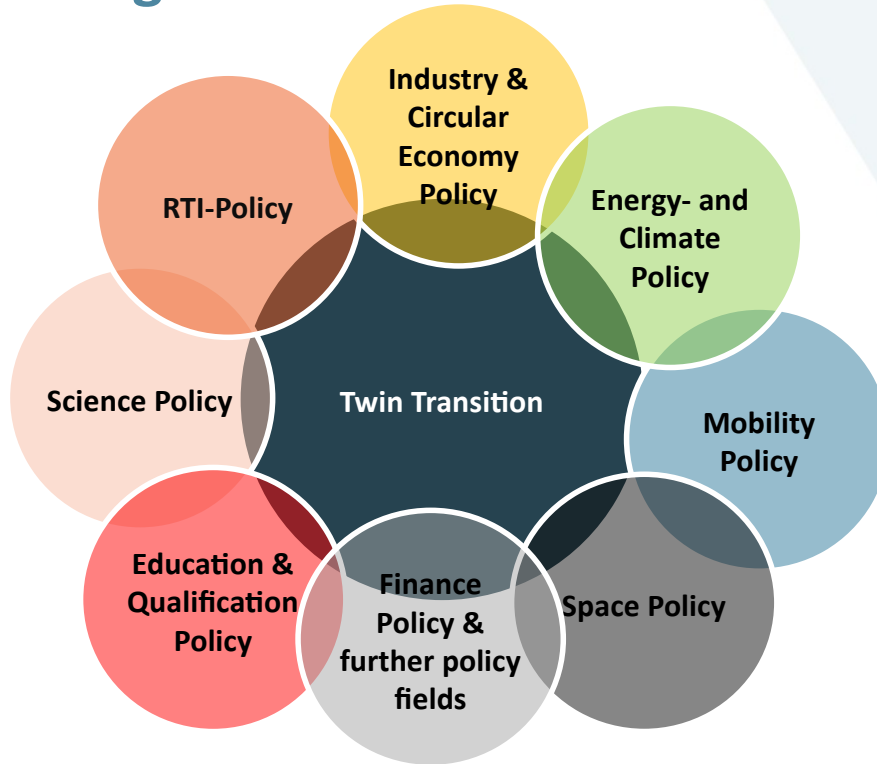 Industry &
Circular
Economy
Policy
RTI-Policy
Energy- and
Climate
Policy
Science Policy
Twin Transition
Mobility
Policy
Education &
Qualification
Policy
Finance
Policy &
further policy
fields
Space Policy